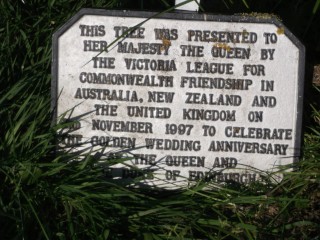 THIS TREE WAS PRESENTED TO
HER MAJESTY THE QUEEN BY
THE VICTORIA LEAGUE FOR
COMMONWEALTH FRIENDSHIP IN
AUSTRALIA, NEW ZEALAND AND
THE UNITED KINGDOM ON
NOVEMBER 1997 TO CELEBRATE
THE GOLDEN WEDDING ANNIVERSARY
OF THE QUEEN AND
DUKE OF EDINBURGH